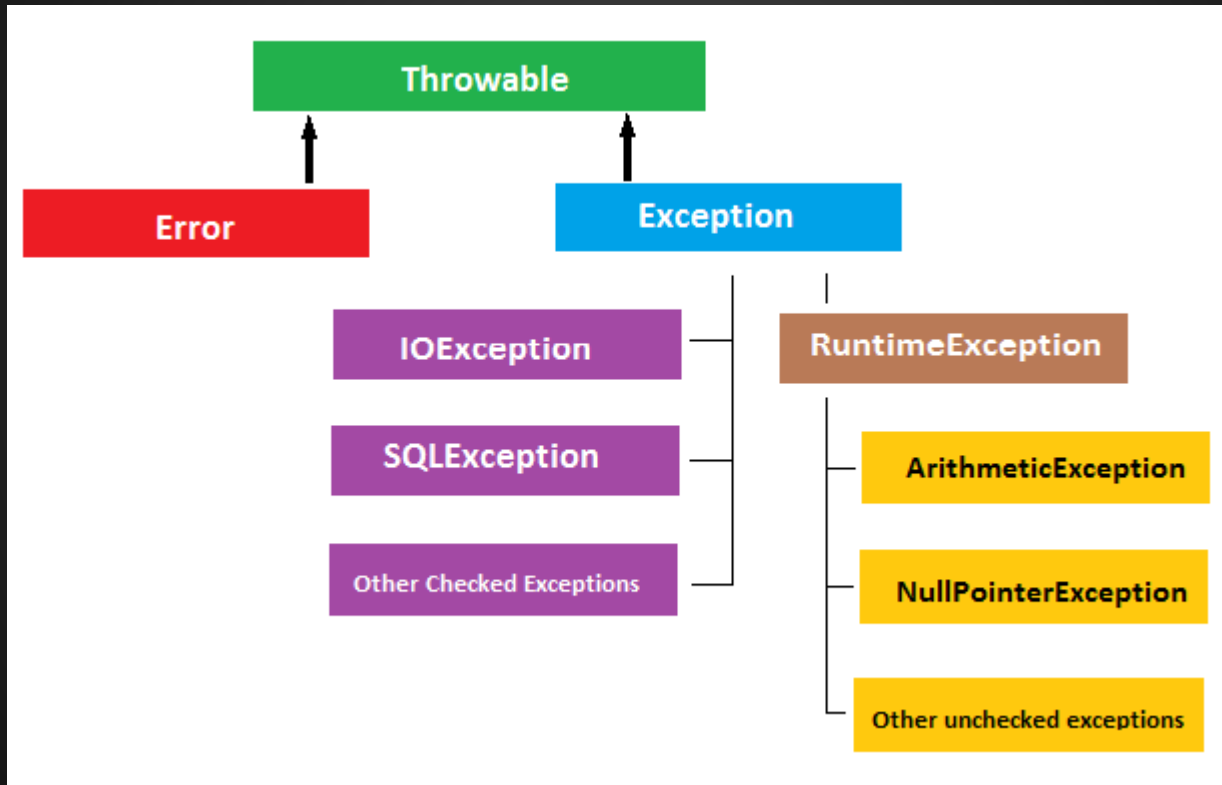 Throwable
Error
Exception
IOException
RuntimeException
SQLException
ArithmeticException
Other Checked Exceptions
NullPointerException
Other unchecked exceptions